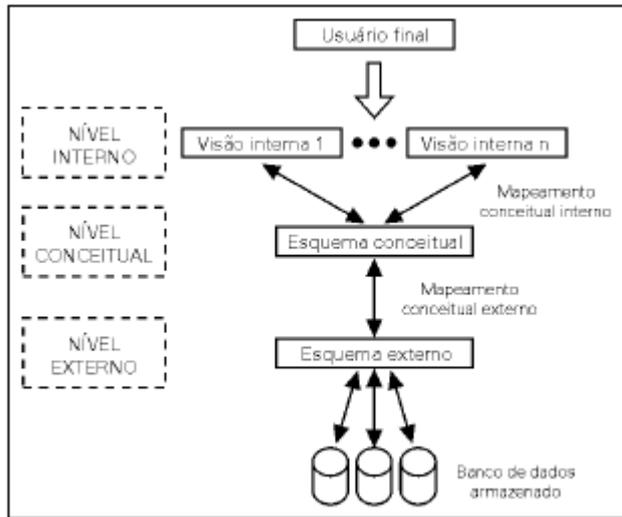 Usuário final
NÍVEL
INTERNO
Visão interna 1
Visão interna n
Mapeamento
conceitual interno
NÍVEL
CONCEITUAL
Esquema conceitual
Mapeamento
conceitual externo
NÍVEL
EXTERNO
Esquema externo
Banco de dados
armazenado